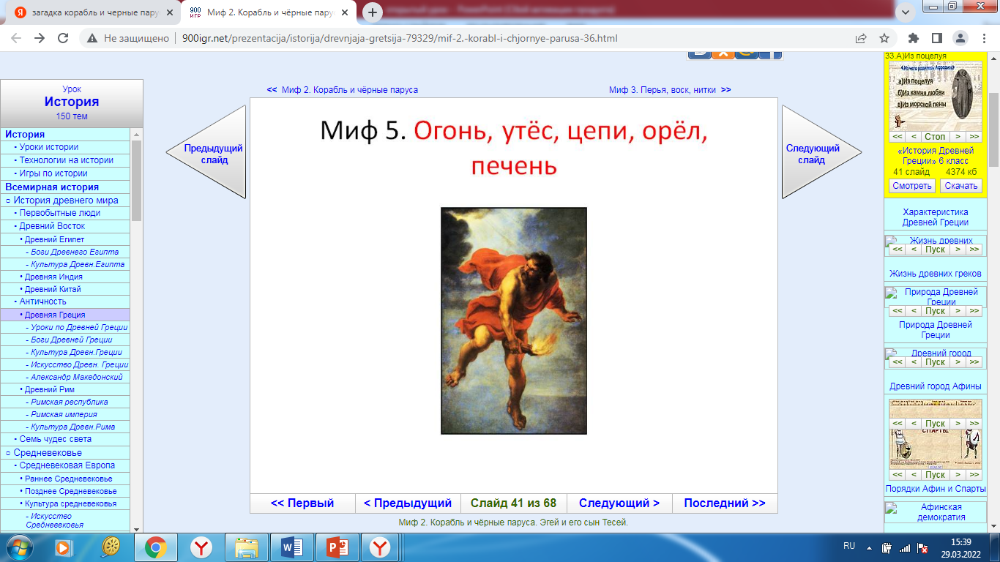 загадка корабль и черные пару
Миф 2. Корабль и чёрные пару
Не защищено
900igr.net/prezentacija/istorija/drevnjaja-gretsija-79329/mif-2.-korabl-i-chjornye-parusa-36.html
Урок
История
150 тем
История
• Уроки истории
• Технологии на истории
• Игры по истории
Всемирная история
○ История древнего мира
• Первобытные люди
• Древний Восток
• Древний Египет
- Боги Древнего Египта
- Культура Древн.Египта
• Древняя Индия
• Древний Китай
• Античность
• Древняя Греция
- Уроки по Древней Греции
- Боги Древней Греции
- Культура Древн.Греции
- Искусство Древн. Греции
- Александр Македонский
• Древний Рим
- Римская республика
- Римская империя
- Культура Древн.Рима
• Семь чудес света
○ Средневековье
• Средневековая Европа
• Раннее Средневековье
• Позднее Средневековье
• Культура средневековья
- Искусство
Средневековья
<< Миф 2. Корабль и чёрные паруса
Миф 3. Перья, воск, нитки >>
Предыдущий
слайд
Миф 5. Огонь, утёс, цепи, орёл,
печень
Следующий
слайд
<< Первый
< Предыдущий
Слайд 41 из 68
Следующий >
Последний >>
Миф 2. Корабль и чёрные паруса. Эгей и его сын Тесей.
33.А)Из поцелуя
а)Из поцелуя
б)Из камня любви
в)Из морской пены
<< < Стоп > >>
«История Древней
Греции» 6 класс
41 слайд 4374 кб
Смотреть Скачать
Характеристика
Древней Греции
Жизнь древних
<< < Пуск > >>
Жизнь древних греков
Природа Древней
Греции
<< < Пуск > >>
Природа Древней
Греции
Древний город
<< < Пуск > >>
Древний город Афины
<< < Пуск > >>
СПАРТЫ
<< < Пуск > >>
Порядки Афин и Спарты
Афинская
демократия
RU
15:39
29.03.2022